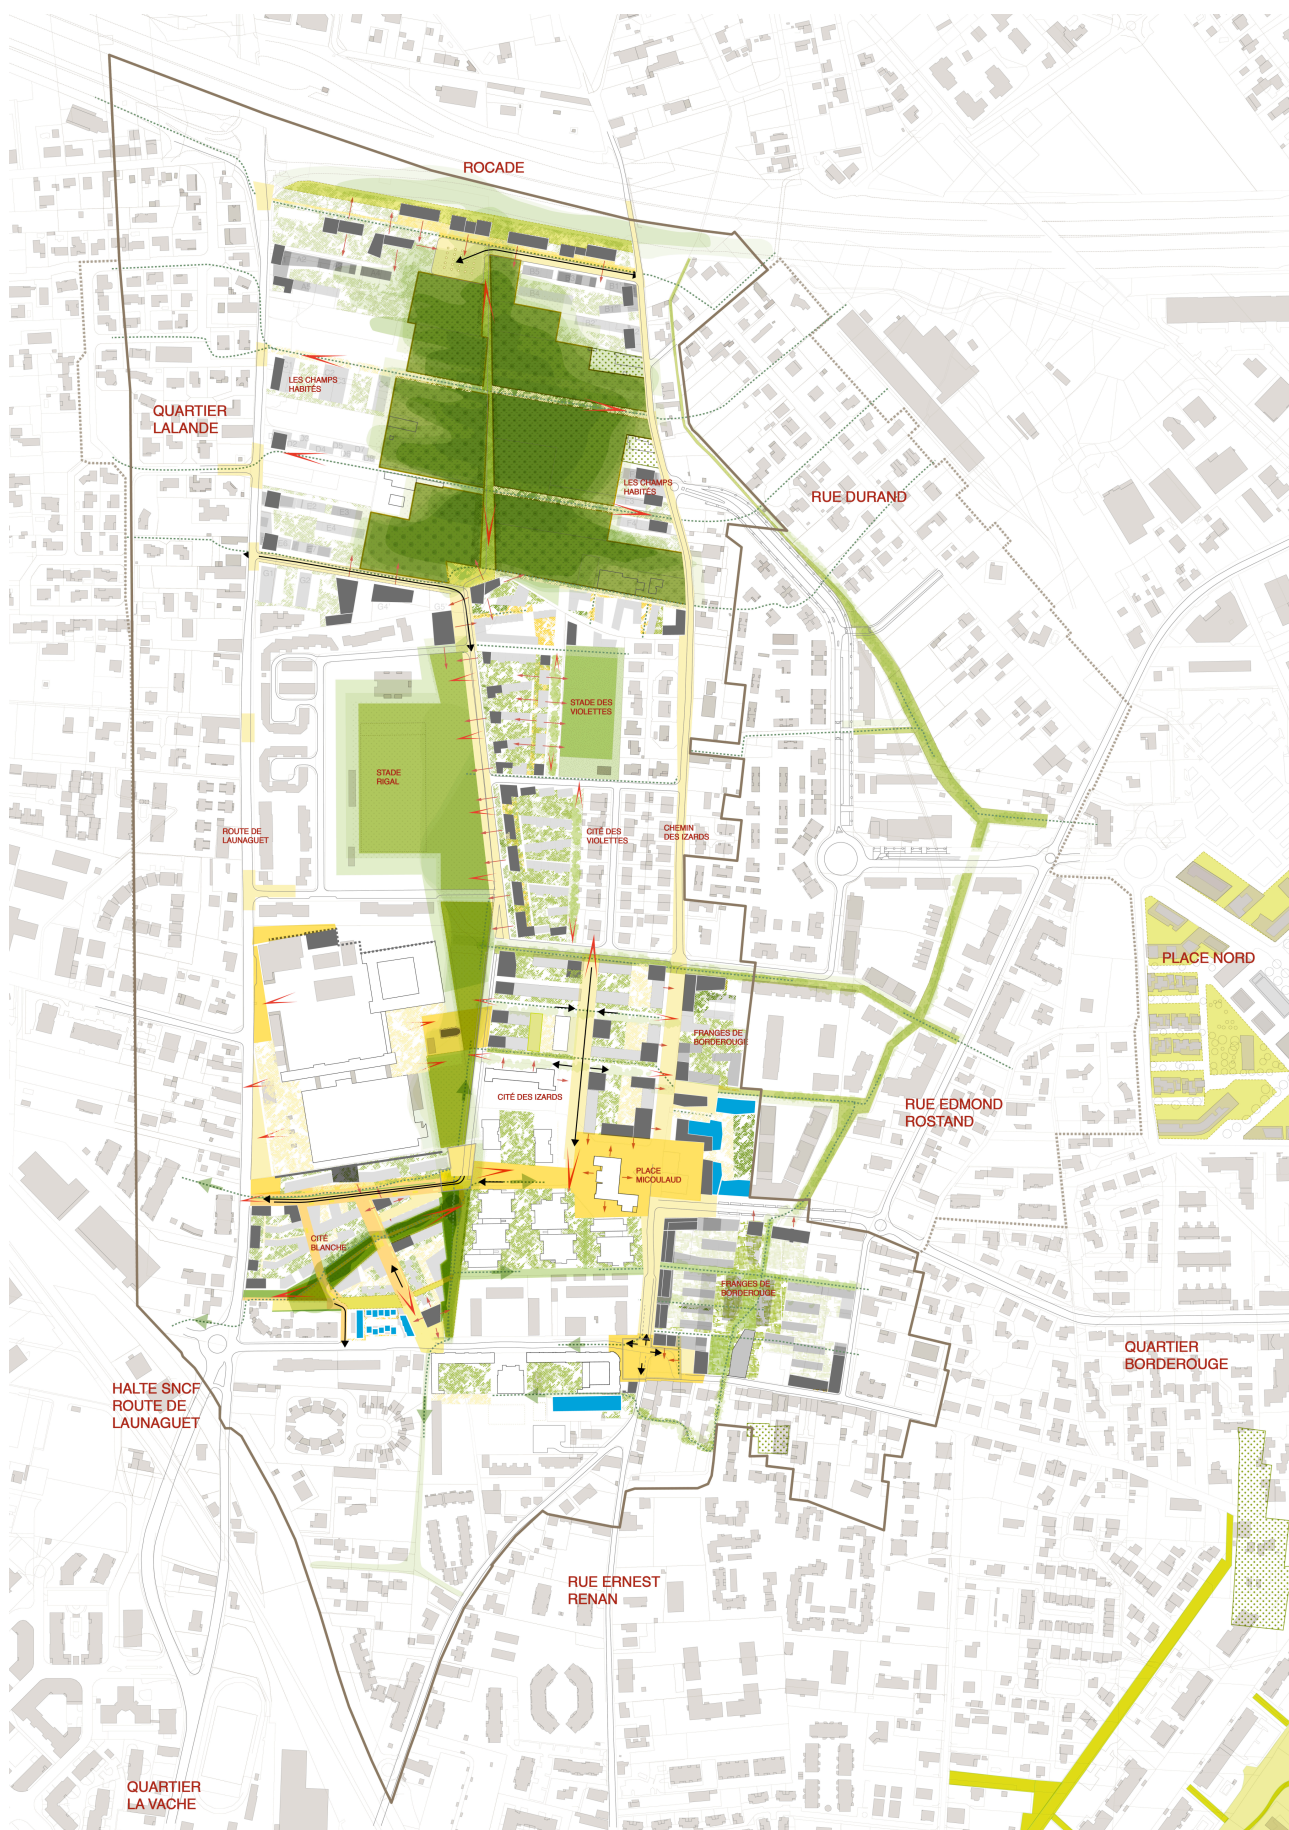 ROCADE
LES CHAMPS
HABITÉS
QUARTIER
LALANDE
LES CHAMPS
HABITÉS
RUE DURAND
STADE DES
VIOLETTES
STADE
RIGAL
ROUTE DE
LAUNAGUET
CITÉ DES
VIOLETTES
CHEMIN
DES IZARDS
PLACE NORD
FRANGES DE
BORDEROUGE
CITÉ DES IZARDS
RUE EDMOND
ROSTAND
PLACE
MICOULAUD
CITÉ
BLANCHE
FRANGES DE
BORDEROUGE
QUARTIER
BORDEROUGE
HALTE SNCF
ROUTE DE
LAUNAGUET
RUE ERNEST
RENAN
QUARTIER
LA VACHE